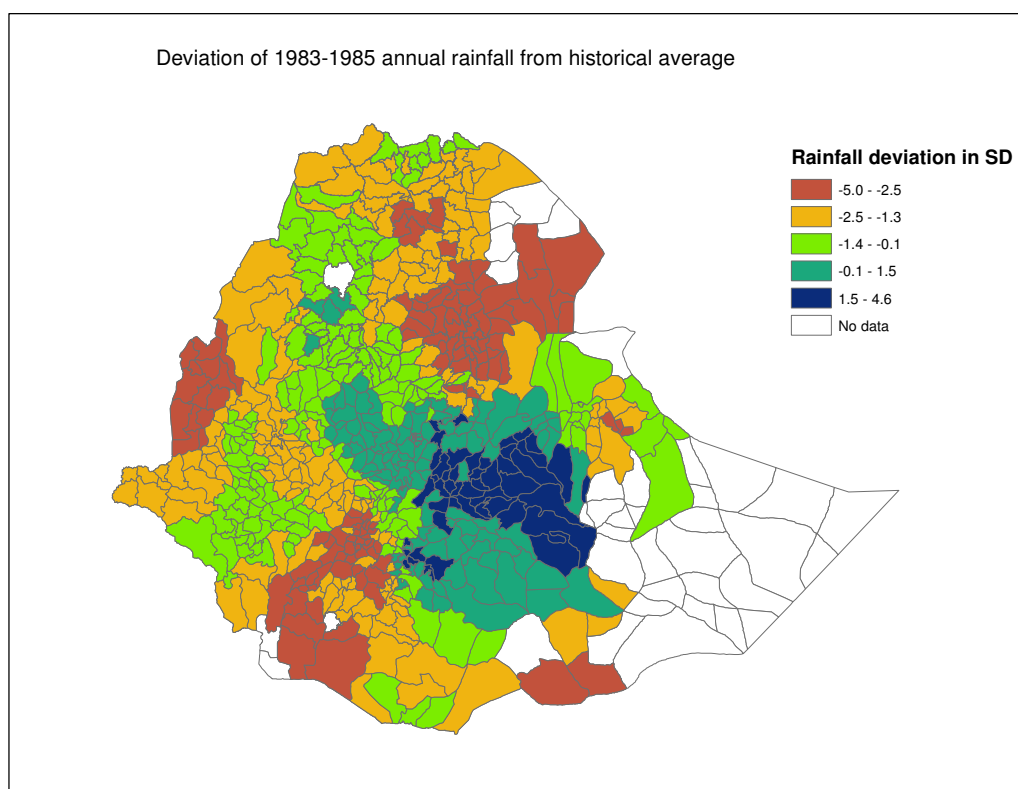 Deviation of 1983-1985 annual rainfall from historical average
Rainfall deviation in SD
-5.0 - -2.5
-2.5 - -1.3
-1.4 - -0.1
-0.1 - 1.5
1.5 - 4.6
No data